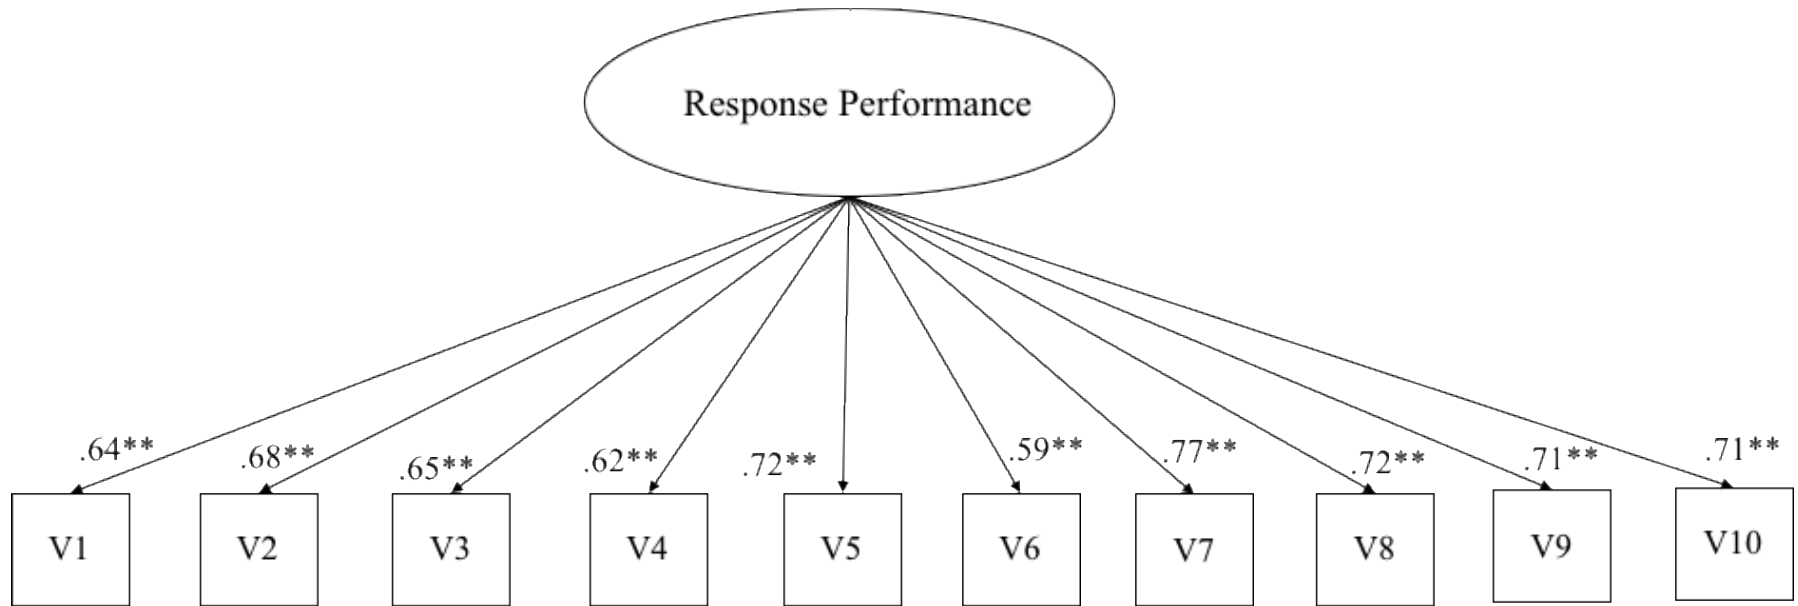 Response Performance
.64** .68** .65** .62** .72** .59** .77** .72** .71** .71**
V1 V2 V3 V4 V5 V6 V7 V8 V9 V10